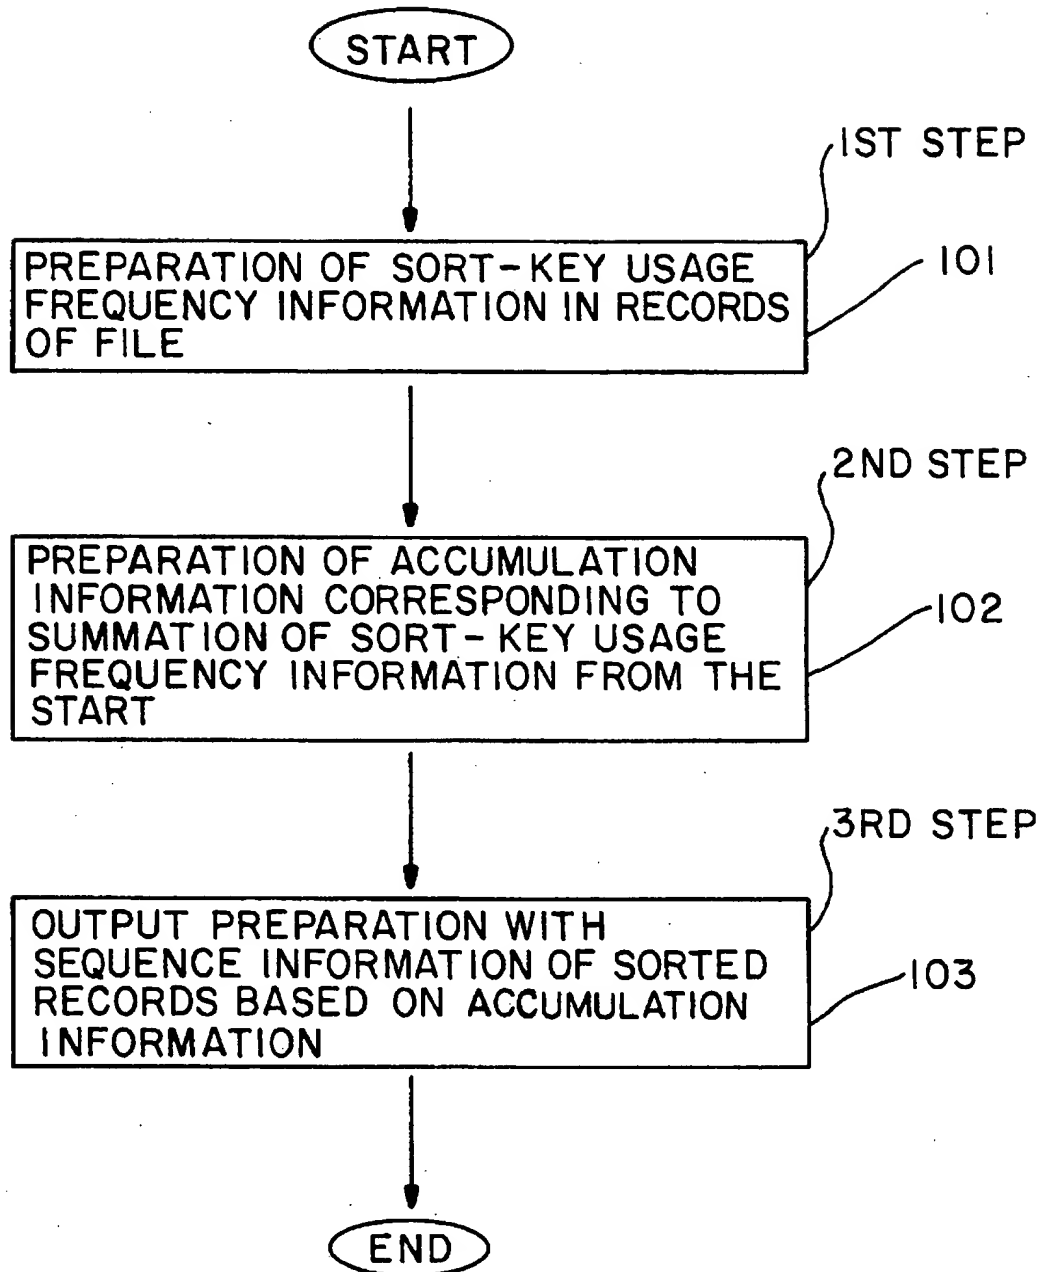 START
1ST STEP
101
PREPARATION OF SORT-KEY USAGE
FREQUENCY INFORMATION IN RECORDS
OF FILE
2ND STEP
102
PREPARATION OF ACCUMULATION
INFORMATION CORRESPONDING TO
SUMMATION OF SORT-KEY USAGE
FREQUENCY INFORMATION FROM THE
START
3RD STEP
103
OUTPUT PREPARATION WITH
SEQUENCE INFORMATION OF SORTED
RECORDS BASED ON ACCUMULATION
INFORMATION
END